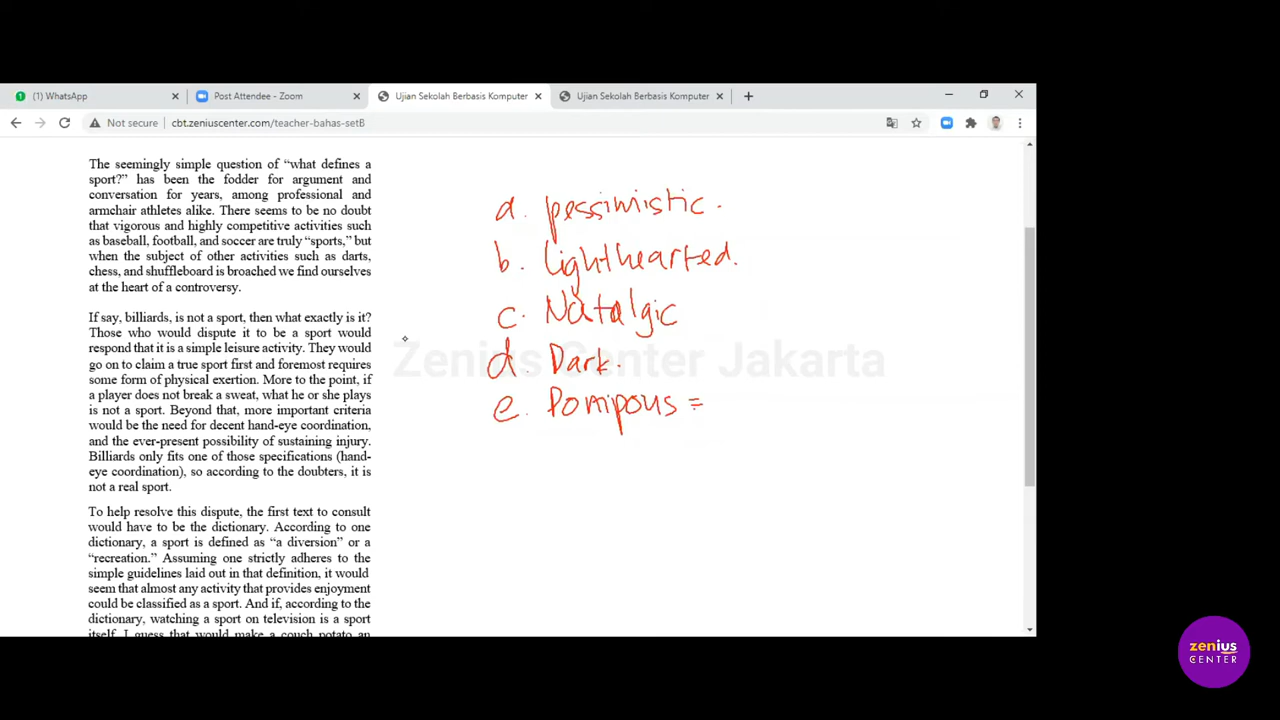 (1) WhatsApp
Post Attendee - Zoom
Ujian Sekolah Berbasis Komputer
Ujian Sekolah Berbasis Komputer
Not secure
cbt.zeniuscenter.com/teacher-bahas-setB
The seemingly simple question of “what defines a
sport?” has been the fodder for argument and
conversation for years, among professional and
armchair athletes alike. There seems to be no doubt
that vigorous and highly competitive activities such
as baseball, football, and soccer are truly “sports,” but
when the subject of other activities such as darts,
chess, and shuffleboard is broached we find ourselves
at the heart of a controversy.
If say, billiards, is not a sport, then what exactly is it?
Those who would dispute it to be a sport would
respond that it is a simple leisure activity. They would
go on to claim a true sport first and foremost requires
some form of physical exertion. More to the point, if
a player does not break a sweat, what he or she plays
is not a sport. Beyond that, more important criteria
would be the need for decent hand-eye coordination,
and the ever-present possibility of sustaining injury.
Billiards only fits one of those specifications (hand-
eye coordination), so according to the doubters, it is
not a real sport.
To help resolve this dispute, the first text to consult
would have to be the dictionary. According to one
dictionary, a sport is defined as “a diversion” or a
“recreation.” Assuming one strictly adheres to the
simple guidelines laid out in that definition, it would
seem that almost any activity that provides enjoyment
could be classified as a sport. And if, according to the
dictionary, watching a sport on television is a sport
itself, I guess that would make a couch potato an
a. pessimistic.
b. Lighthearted.
c. Natalgic
d. Dark.
e. Pompous =
Zenius Center Jakarta
zenius
CENTER